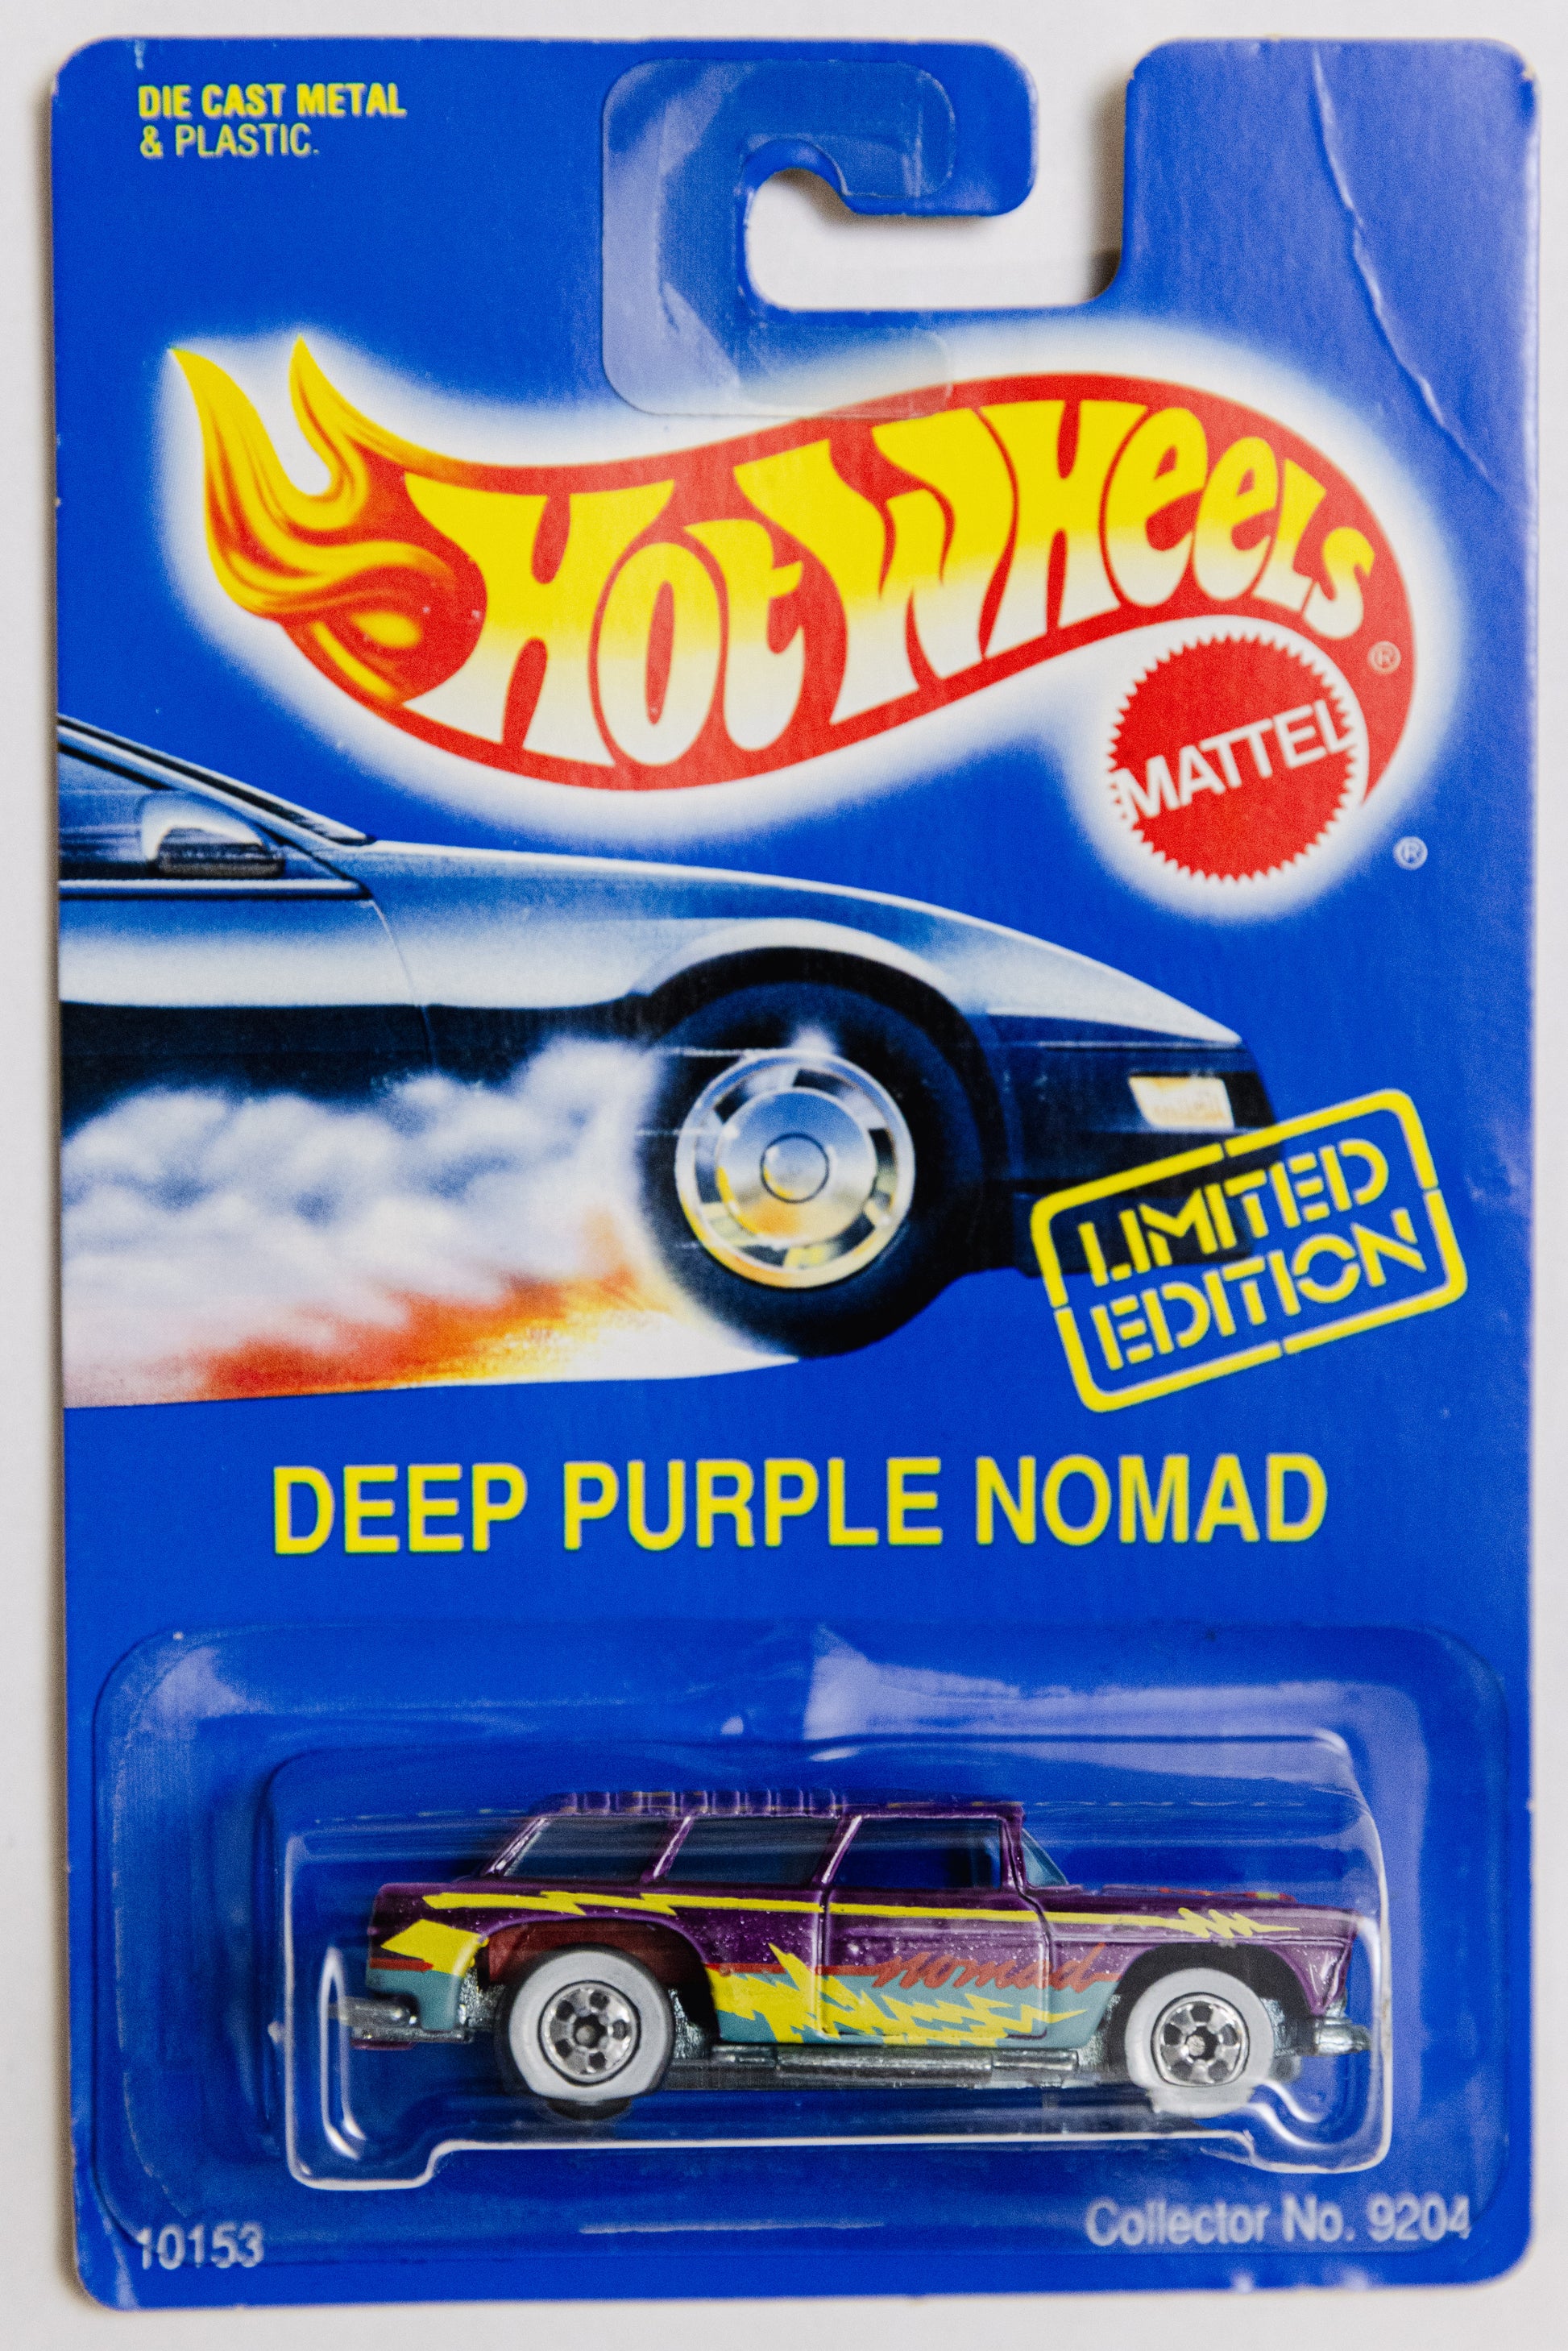 DIE CAST METAL
& PLASTIC.
HOT WHEELS®
MATTEL
®
LIMITED
EDITION
DEEP PURPLE NOMAD
nomad
10153
Collector No. 9204